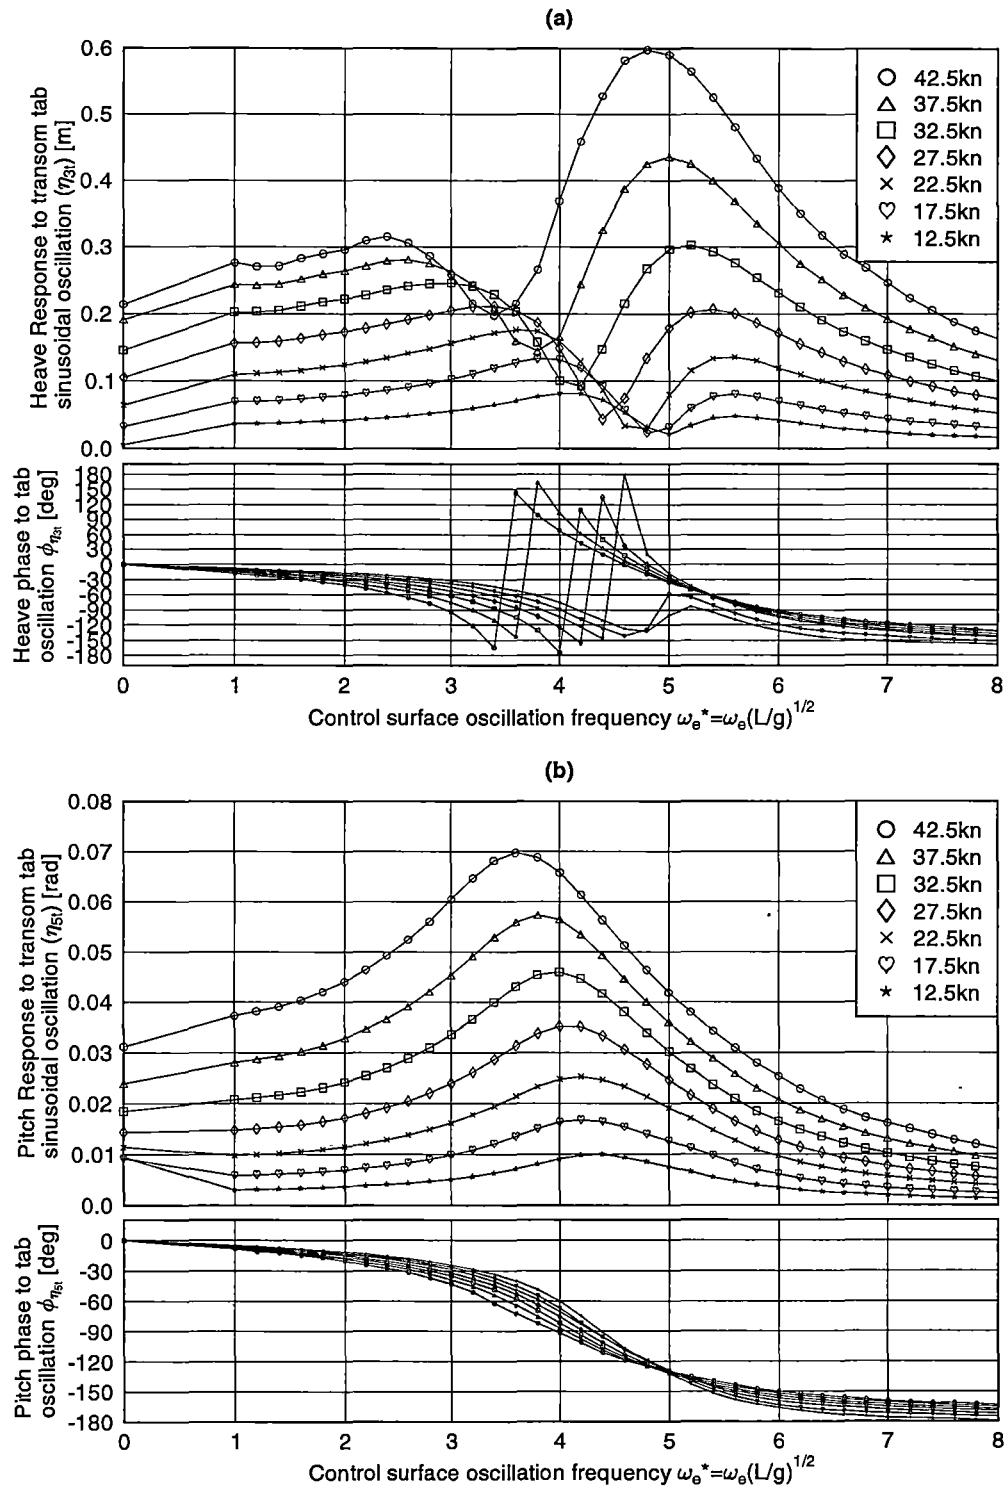 (a)
Heave Response to transom tab
sinusoidal oscillation (η3t) [m]
0.6
0.5
0.4
0.3
0.2
0.1
0.0
42.5kn
37.5kn
32.5kn
27.5kn
22.5kn
17.5kn
12.5kn
Heave phase to tab
oscillation ϕη3t [deg]
180
150
120
90
60
30
0
-30
-60
-90
-120
-150
-180
0 1 2 3 4 5 6 7 8
Control surface oscillation frequency ωe*=ωe(L/g)1/2
(b)
Pitch Response to transom tab
sinusoidal oscillation (η5t) [rad]
0.08
0.07
0.06
0.05
0.04
0.03
0.02
0.01
0.0
42.5kn
37.5kn
32.5kn
27.5kn
22.5kn
17.5kn
12.5kn
Pitch phase to tab
oscillation ϕη5t [deg]
0
-30
-60
-90
-120
-150
-180
0 1 2 3 4 5 6 7 8
Control surface oscillation frequency ωe*=ωe(L/g)1/2